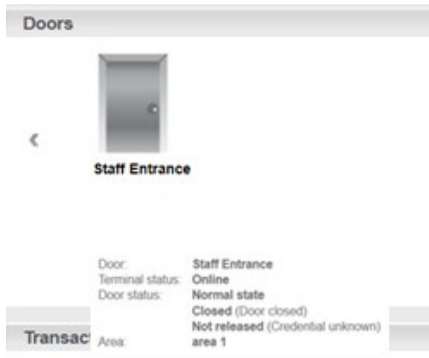 Doors
Staff Entrance
Door: Staff Entrance
Terminal status: Online
Door status: Normal state
Closed (Door closed)
Not released (Credential unknown)
Area: area 1
Transac